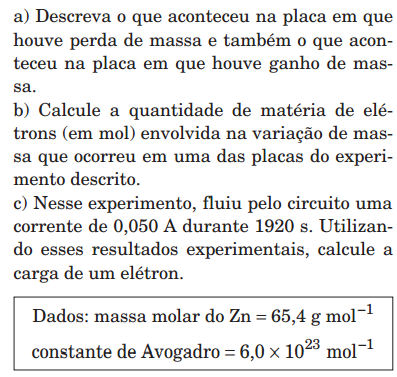 a) Descreva o que aconteceu na placa em que
houve perda de massa e também o que acon-
teceu na placa em que houve ganho de mas-
sa.
b) Calcule a quantidade de matéria de elé-
trons (em mol) envolvida na variação de mas-
sa que ocorreu em uma das placas do experi-
mento descrito.
c) Nesse experimento, fluiu pelo circuito uma
corrente de 0,050 A durante 1920 s. Utilizan-
do esses resultados experimentais, calcule a
carga de um elétron.
Dados: massa molar do Zn = 65,4 g mol⁻¹
constante de Avogadro = 6,0 × 10²³ mol⁻¹